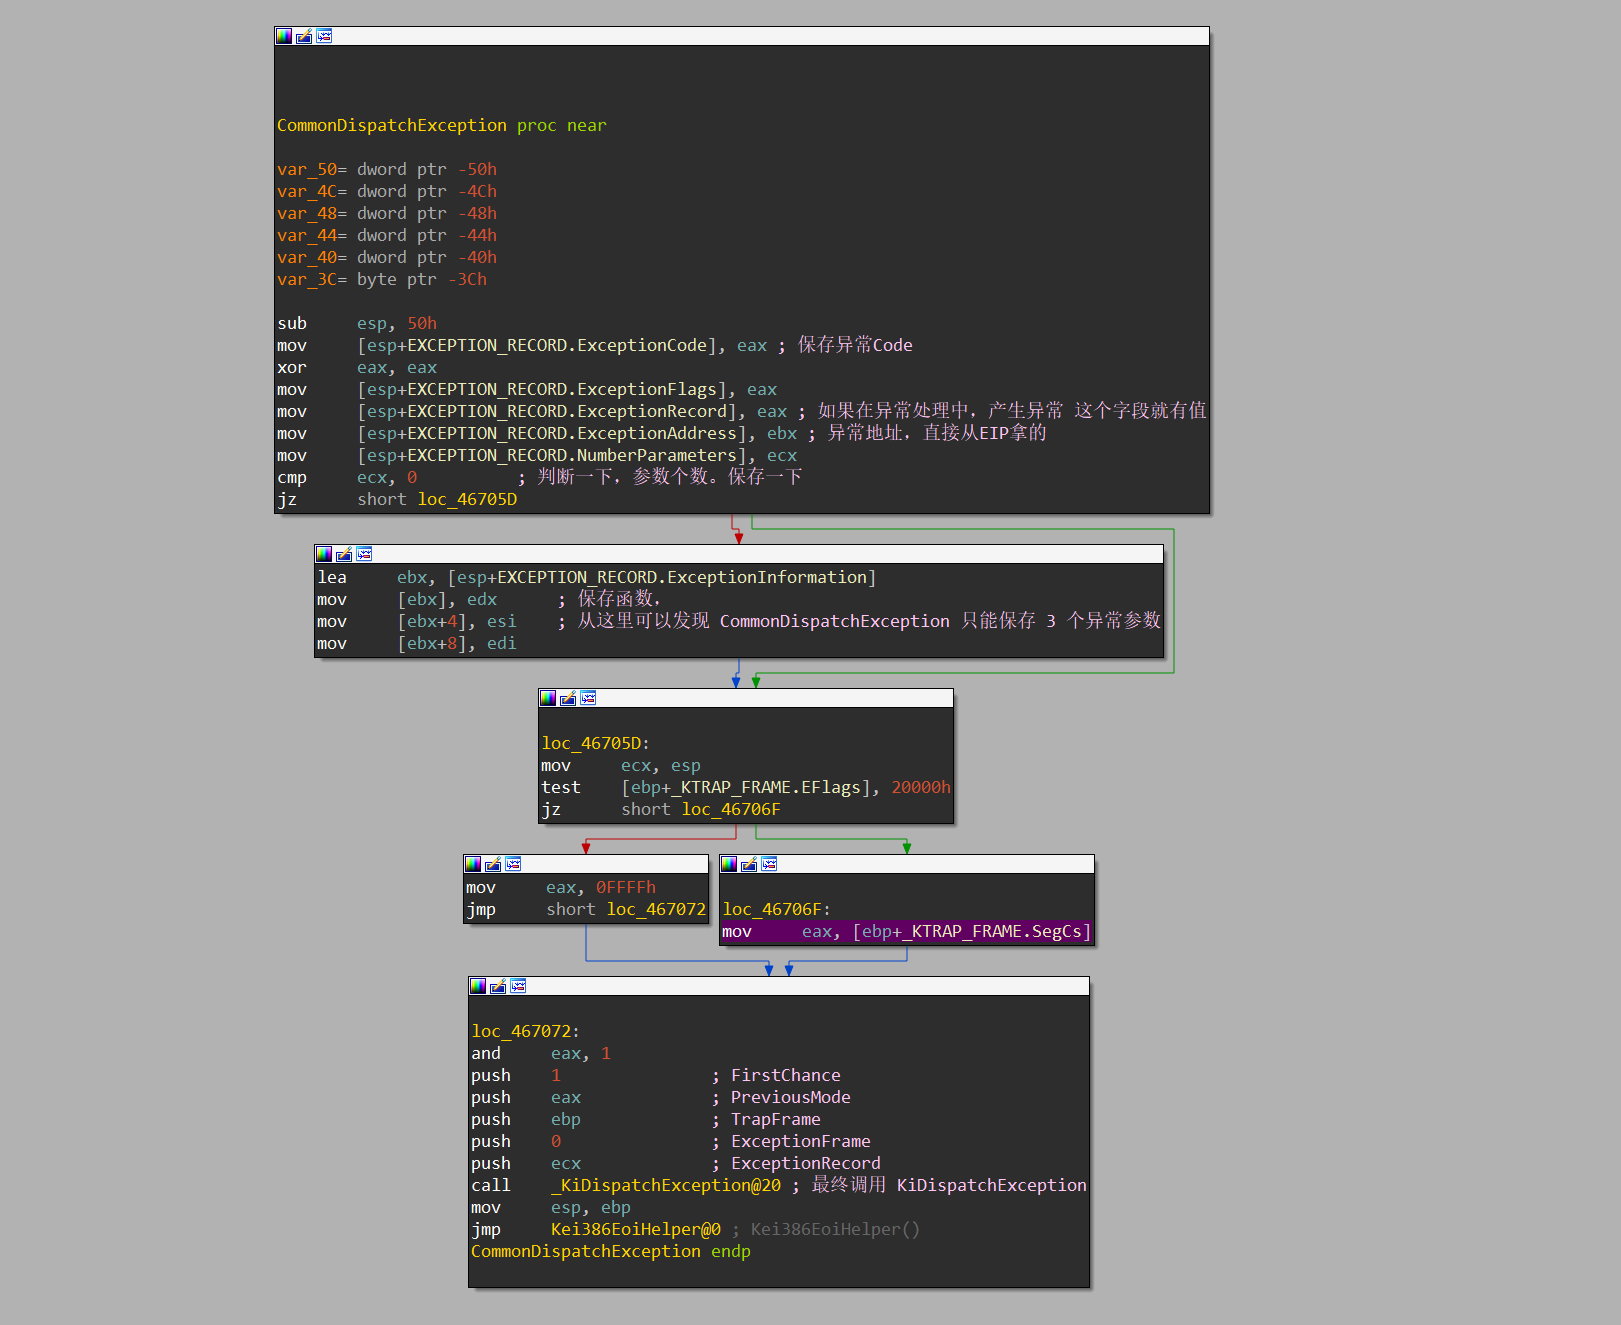 CommonDispatchException proc near
var_50= dword ptr -50h
var_4C= dword ptr -4Ch
var_48= dword ptr -48h
var_44= dword ptr -44h
var_40= dword ptr -40h
var_3C= byte ptr -3Ch
sub esp, 50h
mov [esp+EXCEPTION_RECORD.ExceptionCode], eax ; 保存异常Code
xor eax, eax
mov [esp+EXCEPTION_RECORD.ExceptionFlags], eax
mov [esp+EXCEPTION_RECORD.ExceptionRecord], eax ; 如果在异常处理中，产生异常 这个字段就有值
mov [esp+EXCEPTION_RECORD.ExceptionAddress], ebx ; 异常地址，直接从EIP拿的
mov [esp+EXCEPTION_RECORD.NumberParameters], ecx
cmp ecx, 0 ; 判断一下，参数个数。保存一下
jz short loc_46705D
lea ebx, [esp+EXCEPTION_RECORD.ExceptionInformation]
mov [ebx], edx ; 保存函数.
mov [ebx+4], esi ; 从这里可以发现 CommonDispatchException 只能保存 3 个异常参数
mov [ebx+8], edi
loc_46705D:
mov ecx, esp
test [ebp+_KTRAP_FRAME.EFlags], 20000h
jz short loc_46706F
mov eax, 0FFFFh
jmp short loc_467072
loc_46706F:
mov eax, [ebp+_KTRAP_FRAME.SegCs]
loc_467072:
and eax, 1
push 1 ; FirstChance
push eax ; PreviousMode
push ebp ; TrapFrame
push 0 ; ExceptionFrame
push ecx ; ExceptionRecord
call _KiDispatchException@20 ; 最终调用 KiDispatchException
mov esp, ebp
jmp Kei386EoiHelper@0 ; Kei386EoiHelper()
CommonDispatchException endp